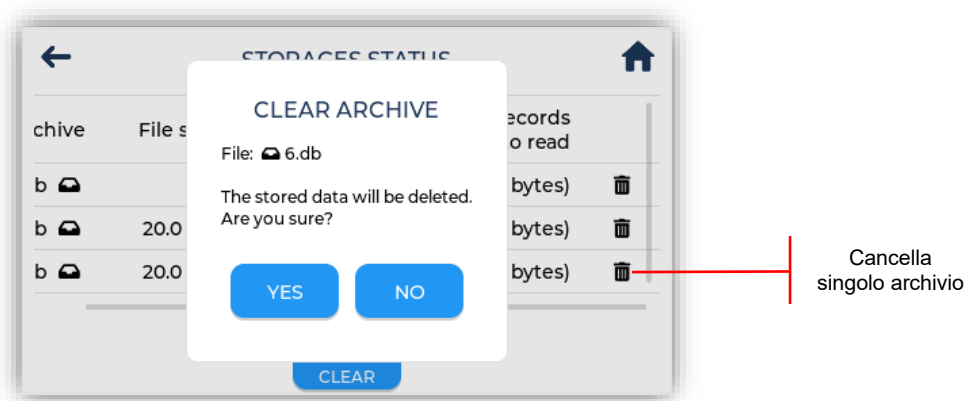 STORAGES STATUS
CLEAR ARCHIVE
chive
File s
ecords
o read
File: 6.db
The stored data will be deleted.
Are you sure?
b
bytes)
b 20.0
bytes)
b 20.0
bytes)
YES
NO
CLEAR
Cancella
singolo archivio